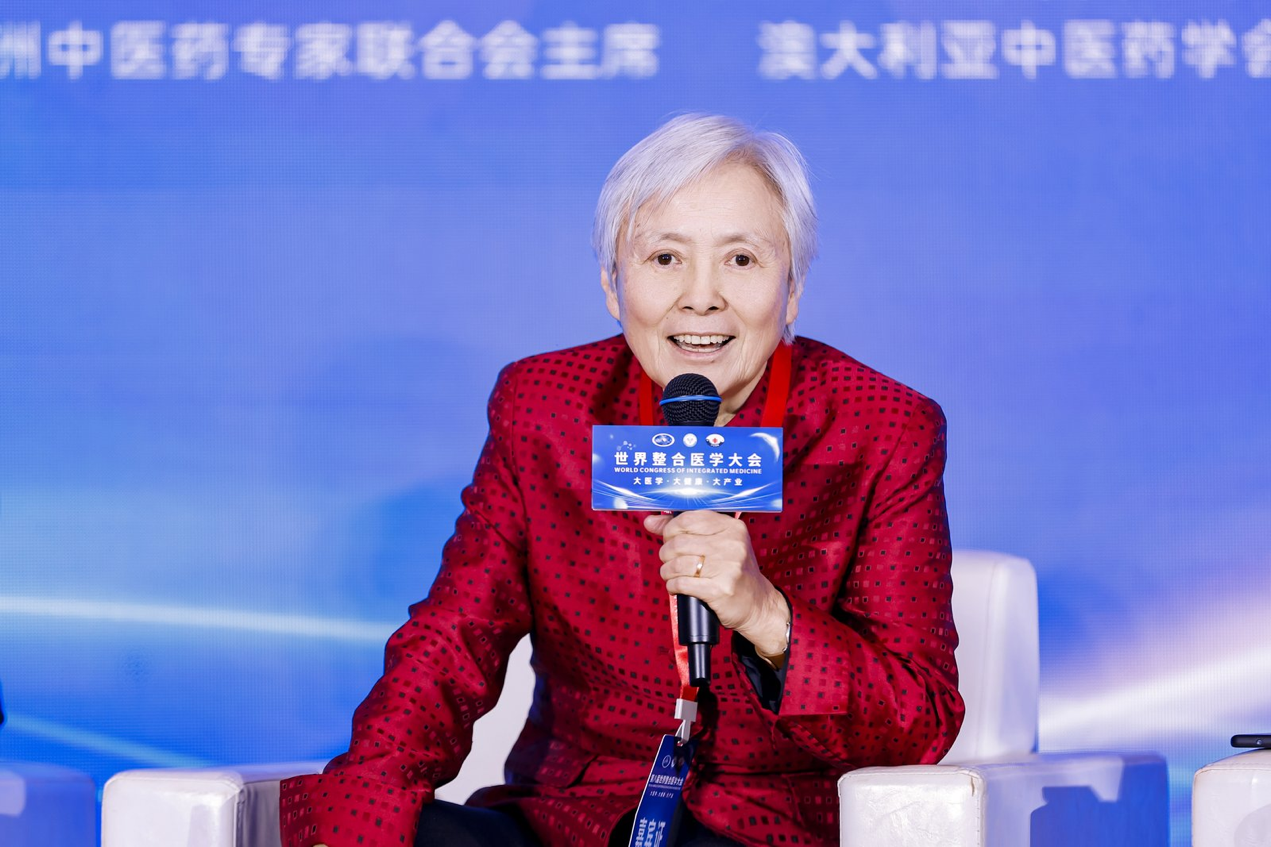 洲中医药专家联合会主席
澳大利亚中医药学会
世界整合医学大会
WORLD CONGRESS OF INTEGRATED MEDICINE
大医学·大健康·大产业